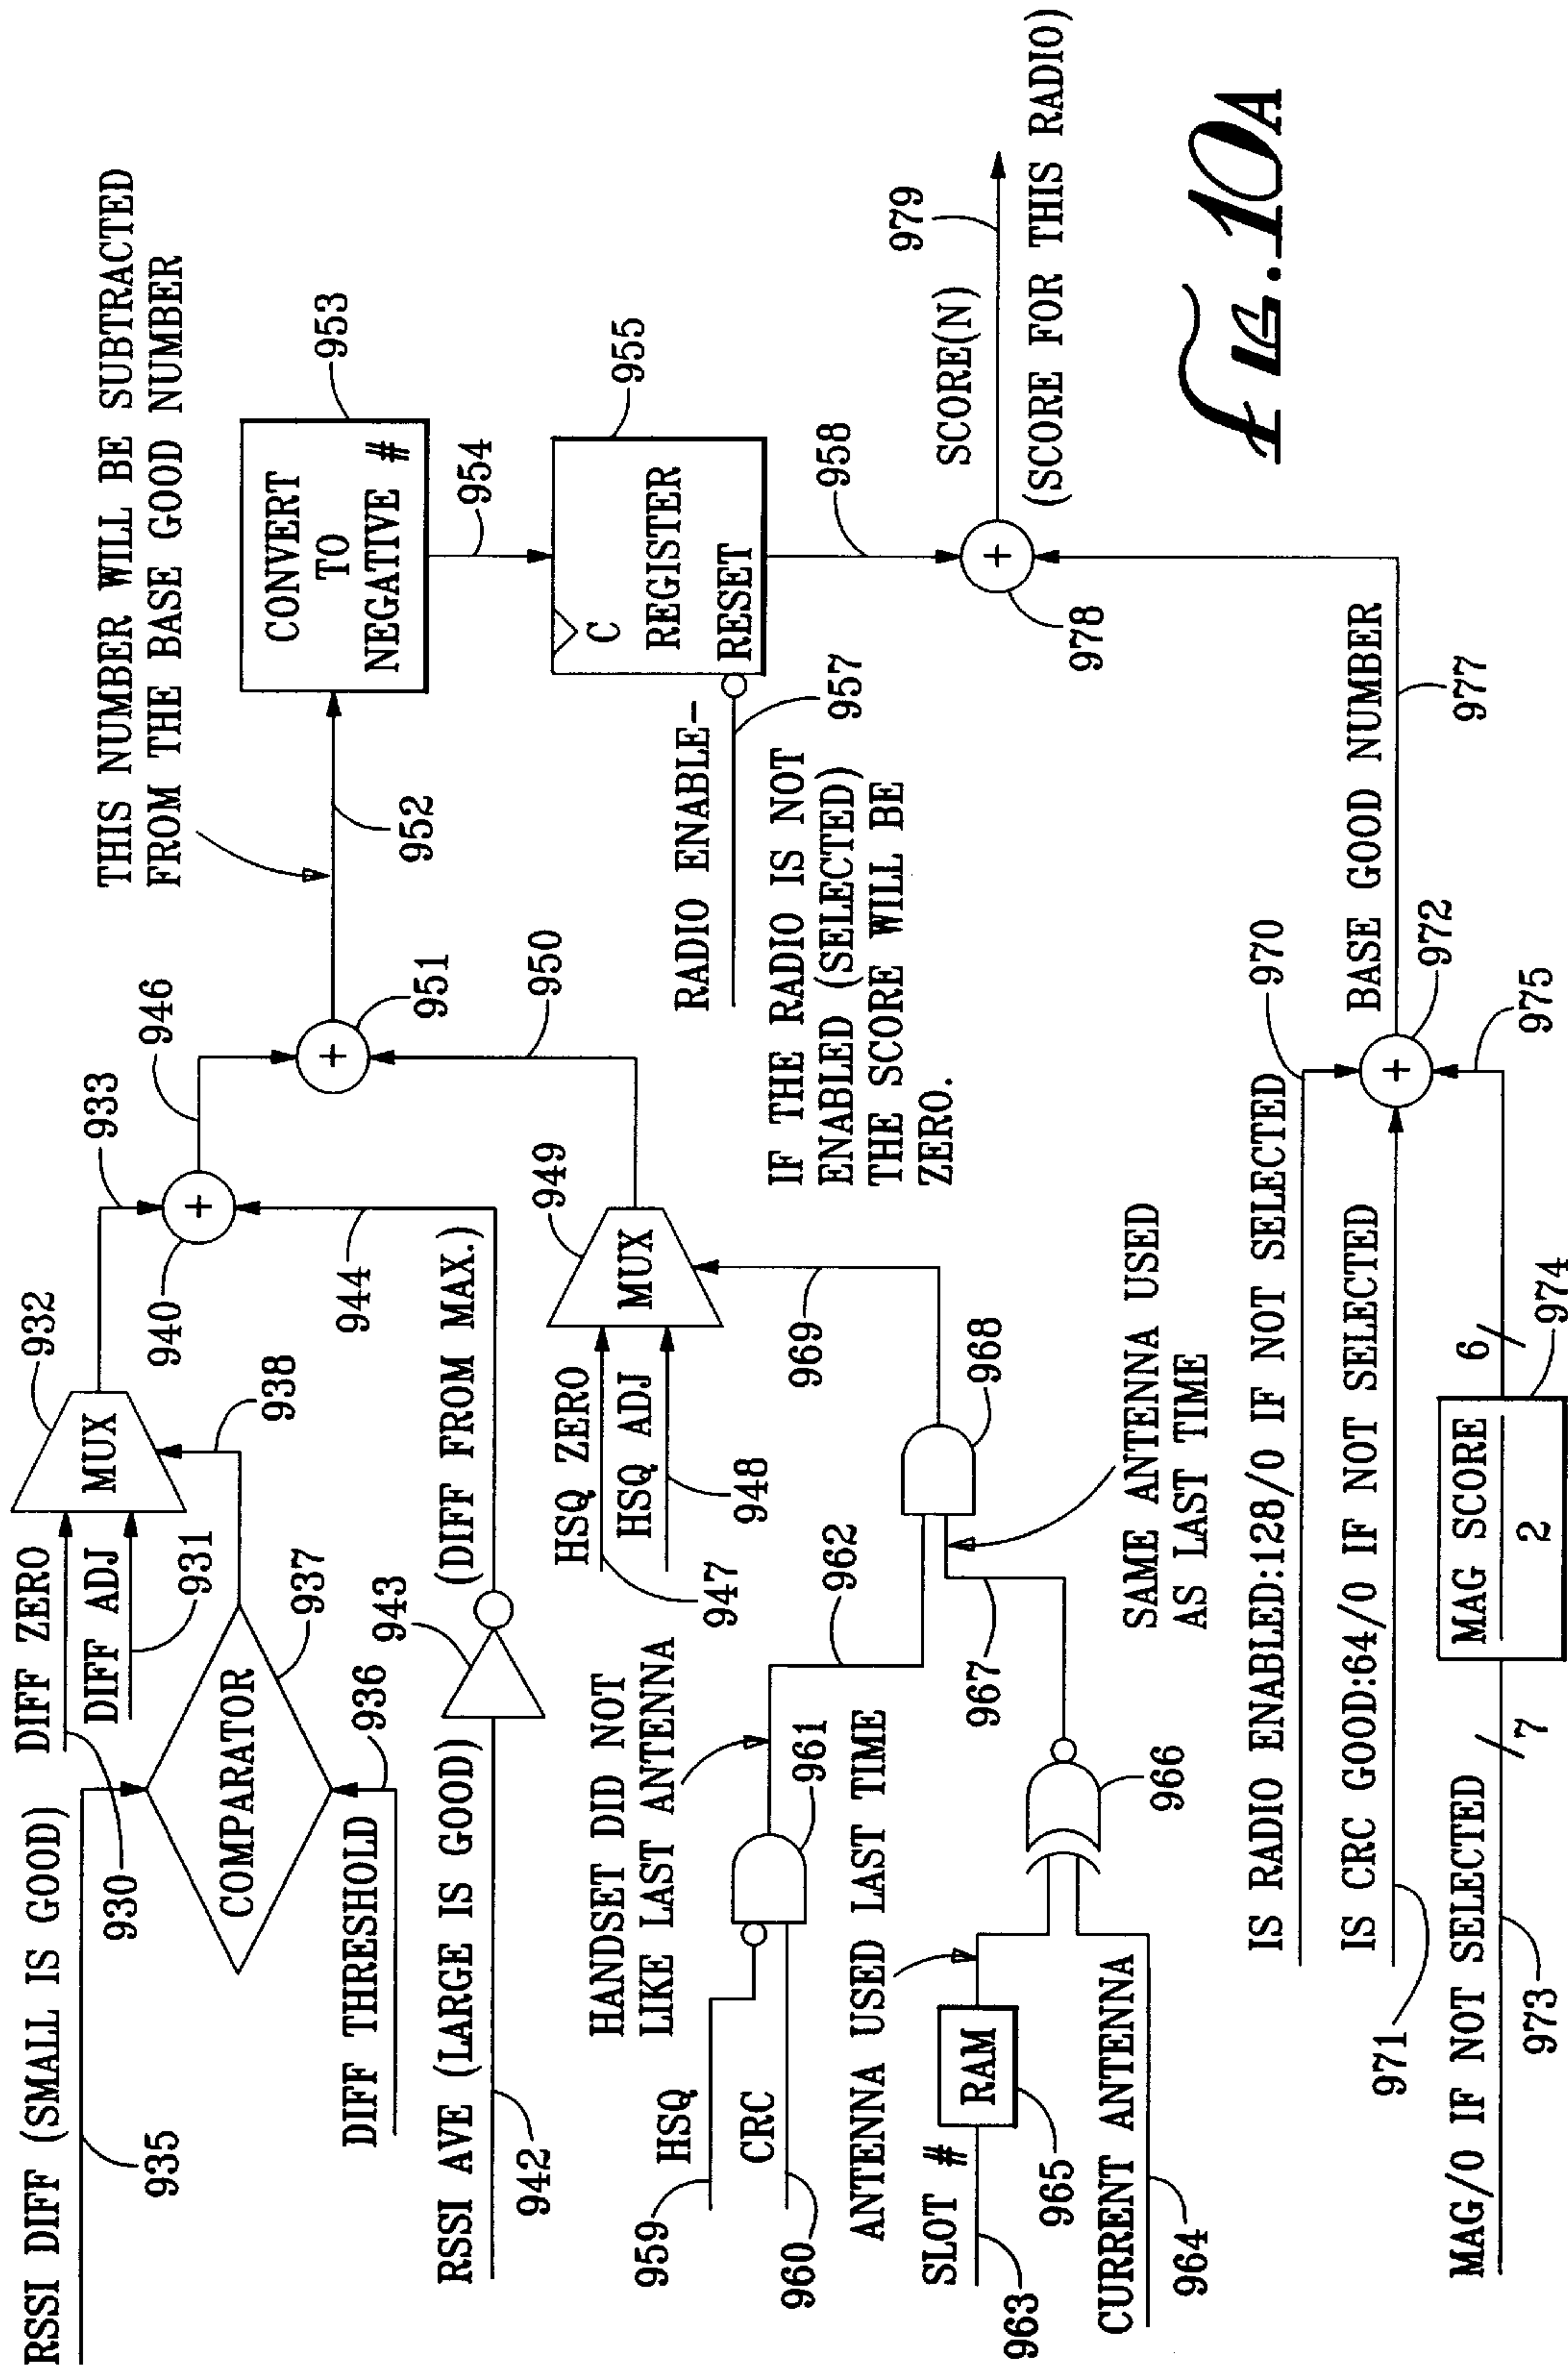 RSSI DIFF (SMALL IS GOOD)
935
DIFF ZERO
930
DIFF ADJ
931
MUX
932
933
COMPARATOR
937
938
DIFF THRESHOLD
936
940
+
946
RSSI AVE (LARGE IS GOOD)
942
943
(DIFF FROM MAX.)
944
+
951
950
952
THIS NUMBER WILL BE SUBTRACTED
FROM THE BASE GOOD NUMBER
CONVERT
TO
NEGATIVE #
953
954
C
REGISTER
RESET
955
RADIO ENABLE-
957
IF THE RADIO IS NOT
ENABLED (SELECTED)
THE SCORE WILL BE
ZERO.
958
HSQ ZERO
947
HSQ ADJ
948
MUX
949
HANDSET DID NOT
LIKE LAST ANTENNA
959
HSQ
CRC
960
961
962
968
969
ANTENNA USED LAST TIME
SLOT #
963
RAM
965
CURRENT ANTENNA
964
966
967
SAME ANTENNA USED
AS LAST TIME
IS RADIO ENABLED:128/0 IF NOT SELECTED
970
IS CRC GOOD:64/0 IF NOT SELECTED
971
MAG/0 IF NOT SELECTED
973
7
MAG SCORE
2
974
6
975
+
972
BASE GOOD NUMBER
977
+
978
SCORE(N)
979
(SCORE FOR THIS RADIO)
FIG. 10A